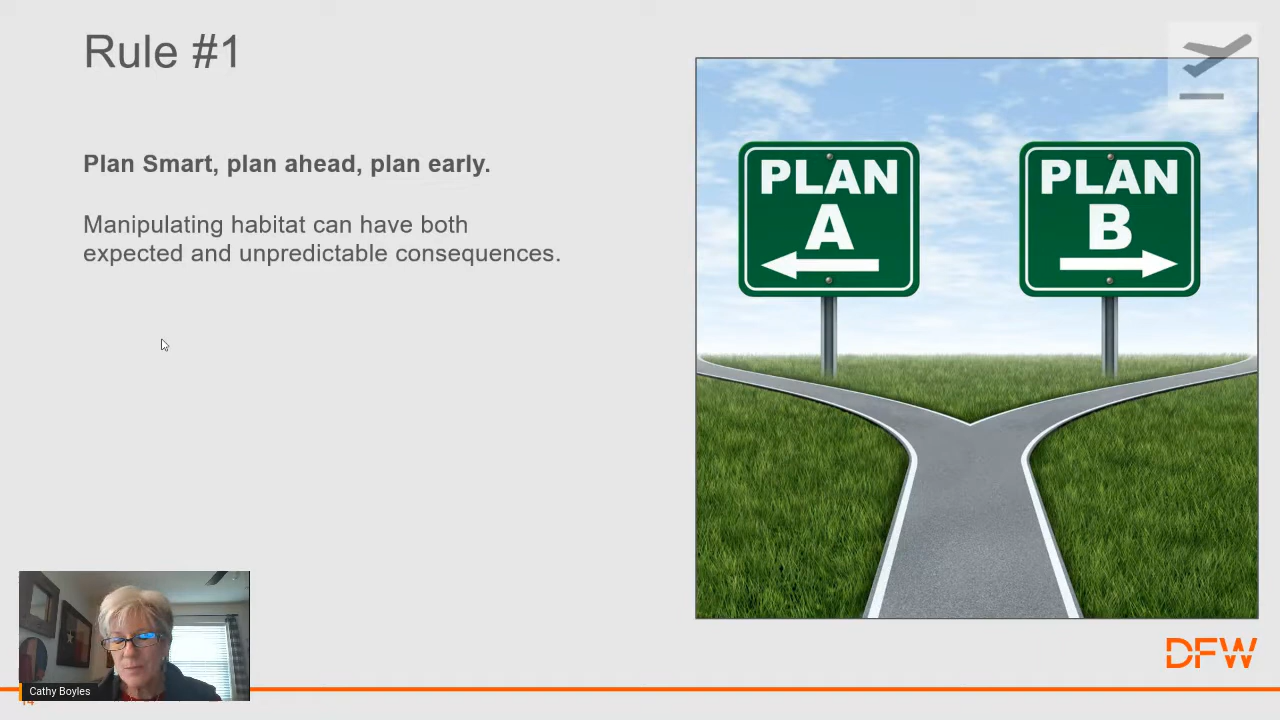 Rule #1
Plan Smart, plan ahead, plan early.
Manipulating habitat can have both
expected and unpredictable consequences.
PLAN
A
PLAN
B
DFW
Cathy Boyles